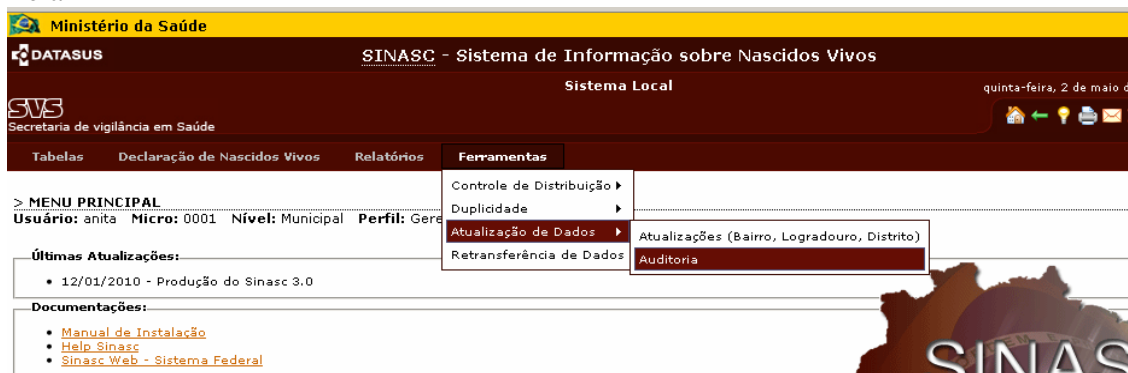 Ministério da Saúde
DATASUS
SINASC - Sistema de Informação sobre Nascidos Vivos
Sistema Local
quinta-feira, 2 de maio d
SVS
Secretaria de vigilância em Saúde
Tabelas Declaração de Nascidos Vivos Relatórios Ferramentas
Controle de Distribuição
> MENU PRINCIPAL
Duplicidade
Usuário: anita Micro: 0001 Nível: Municipal Perfil: Gere
Atualização de Dados
Atualizações (Bairro, Logradouro, Distrito)
Retransferência de Dados
Auditoria
Últimas Atualizações:
• 12/01/2010 - Produção do Sinasc 3.0
Documentações:
• Manual de Instalação
• Help Sinasc
• Sinasc Web - Sistema Federal
SINAS